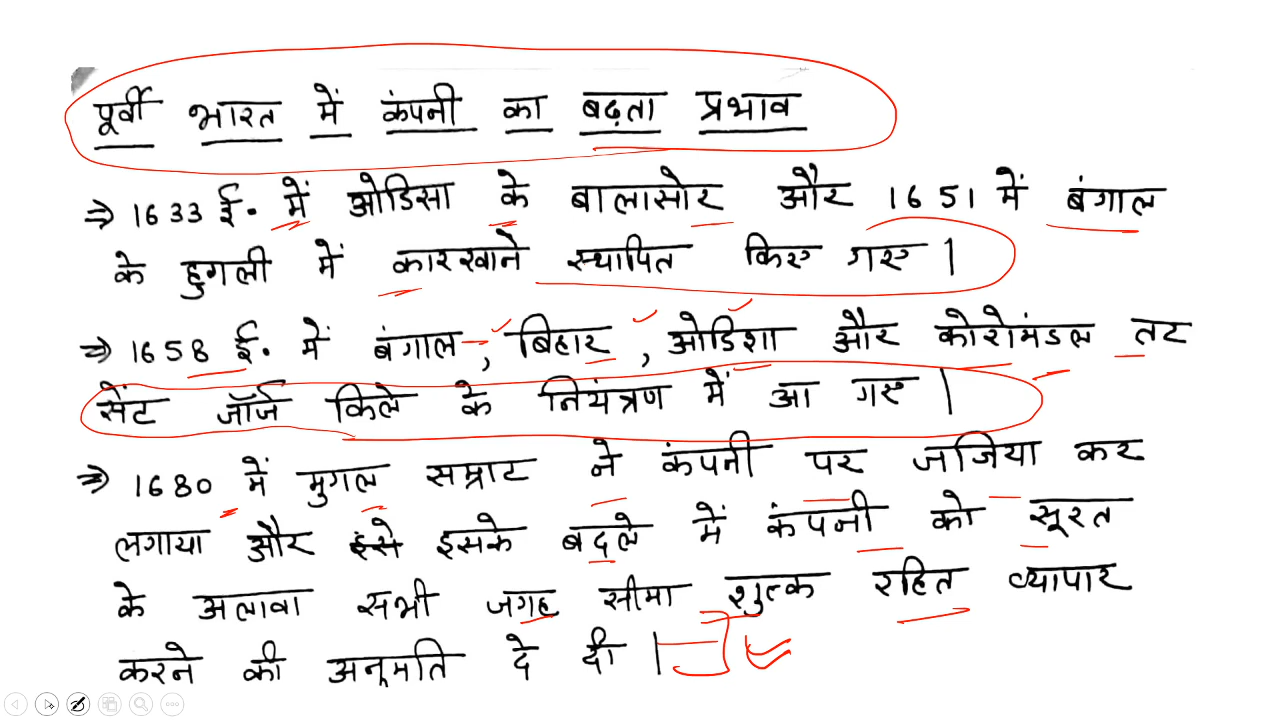 पूर्वी भारत में कंपनी का बढ़ता प्रभाव
⇒ 1633 ई. में ओडिसा के बालासोर और 1651 में बंगाल
के हुगली में कारखाने स्थापित किए गए।
⇒ 1658 ई. में बंगाल, बिहार, ओडिशा और कोरोमंडल तट
सेंट जॉर्ज किले के नियंत्रण में आ गए।
⇒ 1680 में मुगल सम्राट ने कंपनी पर जजिया कर
लगाया और इसे इसके बदले में कंपनी को सूरत
के अलावा सभी जगह सीमा शुल्क रहित व्यापार
करने की अनुमति दे दी।